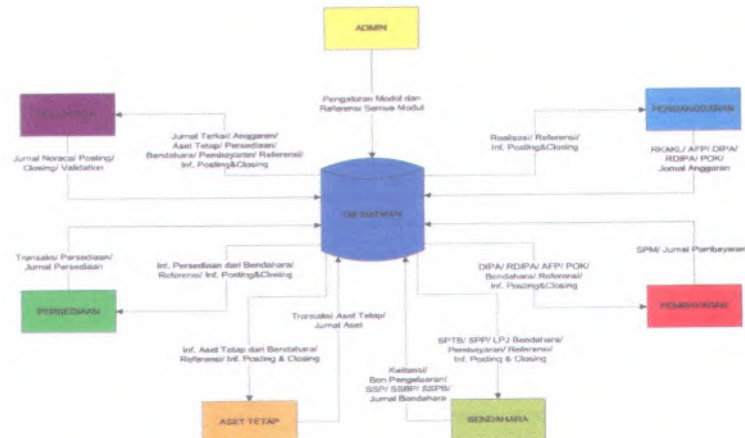 ADMIN
Pengaturan Modul dan
Referensi Semua Modul
PENGANGGARAN
Jurnal Terkait Anggaran/
Aset Tetap/ Persediaan/
Bendahara/ Pembayaran/ Referensi/
Inf. Posting&Closing
Realisasi/ Referensi/
Inf. Posting&Closing
Jurnal Neraca/ Posting/
Closing/ Validation
RKAKL/ AFP/ DIPA/
RDIPA/ POK/
Jurnal Anggaran
DB
Transaksi Persediaan/
Jurnal Persediaan
Inf. Persediaan dari Bendahara/
Referensi/ Inf. Posting&Closing
DIPA/ RDIPA/ AFP/ POK/
Bendahara/ Referensi/
Inf. Posting&Closing
SPM/ Jurnal Pembayaran
PERSEDIAAN
PEMBAYARAN
Transaksi Aset Tetap/
Jurnal Aset
Inf. Aset Tetap dari Bendahara/
Referensi/ Inf. Posting & Closing
Kwitansi/
Bon Pengeluaran/
SSP/ SSBP/ SSPB/
Jurnal Bendahara
SPTB/ SPP/ LPJ Bendahara/
Pembayaran/ Referensi/
Inf. Posting & Closing
ASET TETAP
BENDAHARA